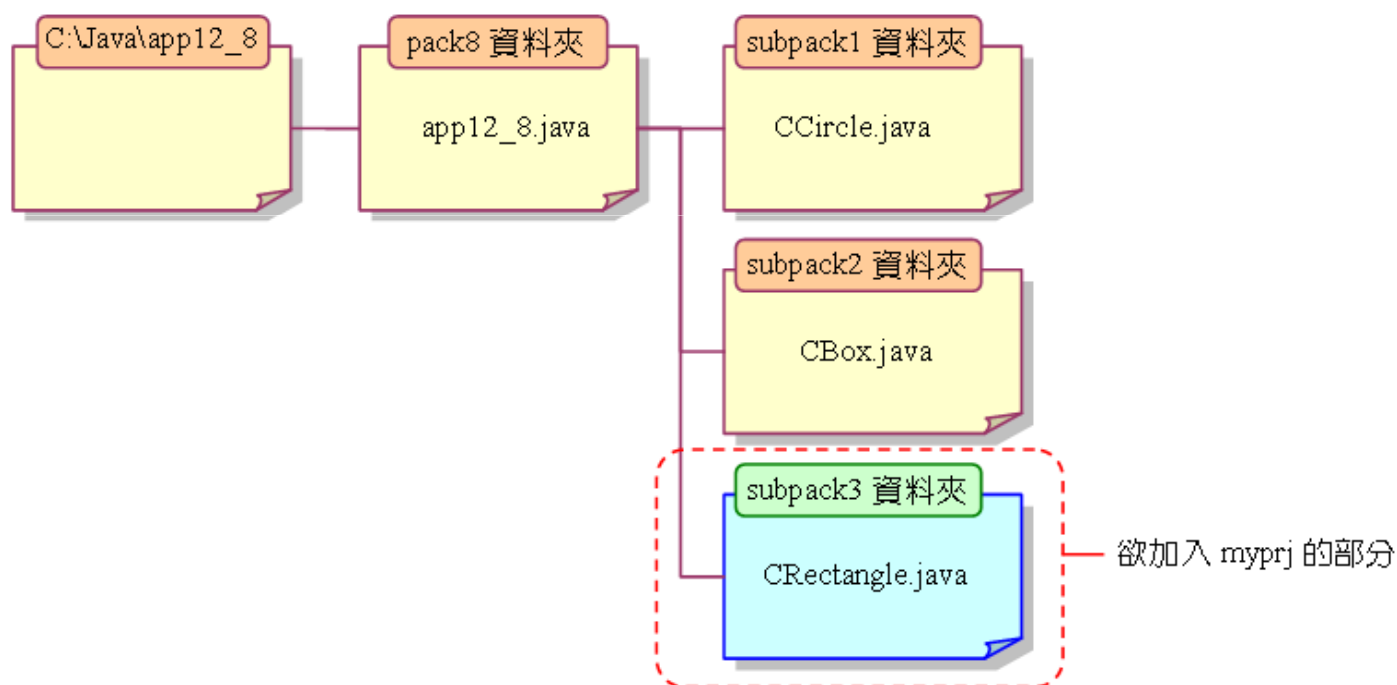 C:\Java\app12_8
pack8 資料夾
app12_8.java
subpack1 資料夾
CCircle.java
subpack2 資料夾
CBox.java
subpack3 資料夾
CRectangle.java
欲加入 myprj 的部分